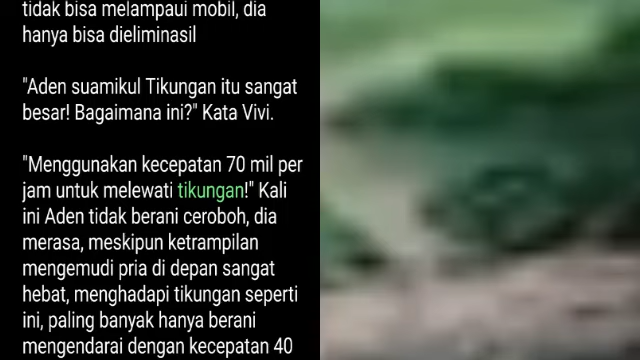 tidak bisa melampaui mobil, dia
hanya bisa dieliminasil
"Aden suamikul Tikungan itu sangat
besar! Bagaimana ini?" Kata Vivi.
"Menggunakan kecepatan 70 mil per
jam untuk melewati tikungan!" Kali
ini Aden tidak berani ceroboh, dia
merasa, meskipun ketrampilan
mengemudi pria di depan sangat
hebat, menghadapi tikungan seperti
ini, paling banyak hanya berani
mengendarai dengan kecepatan 40